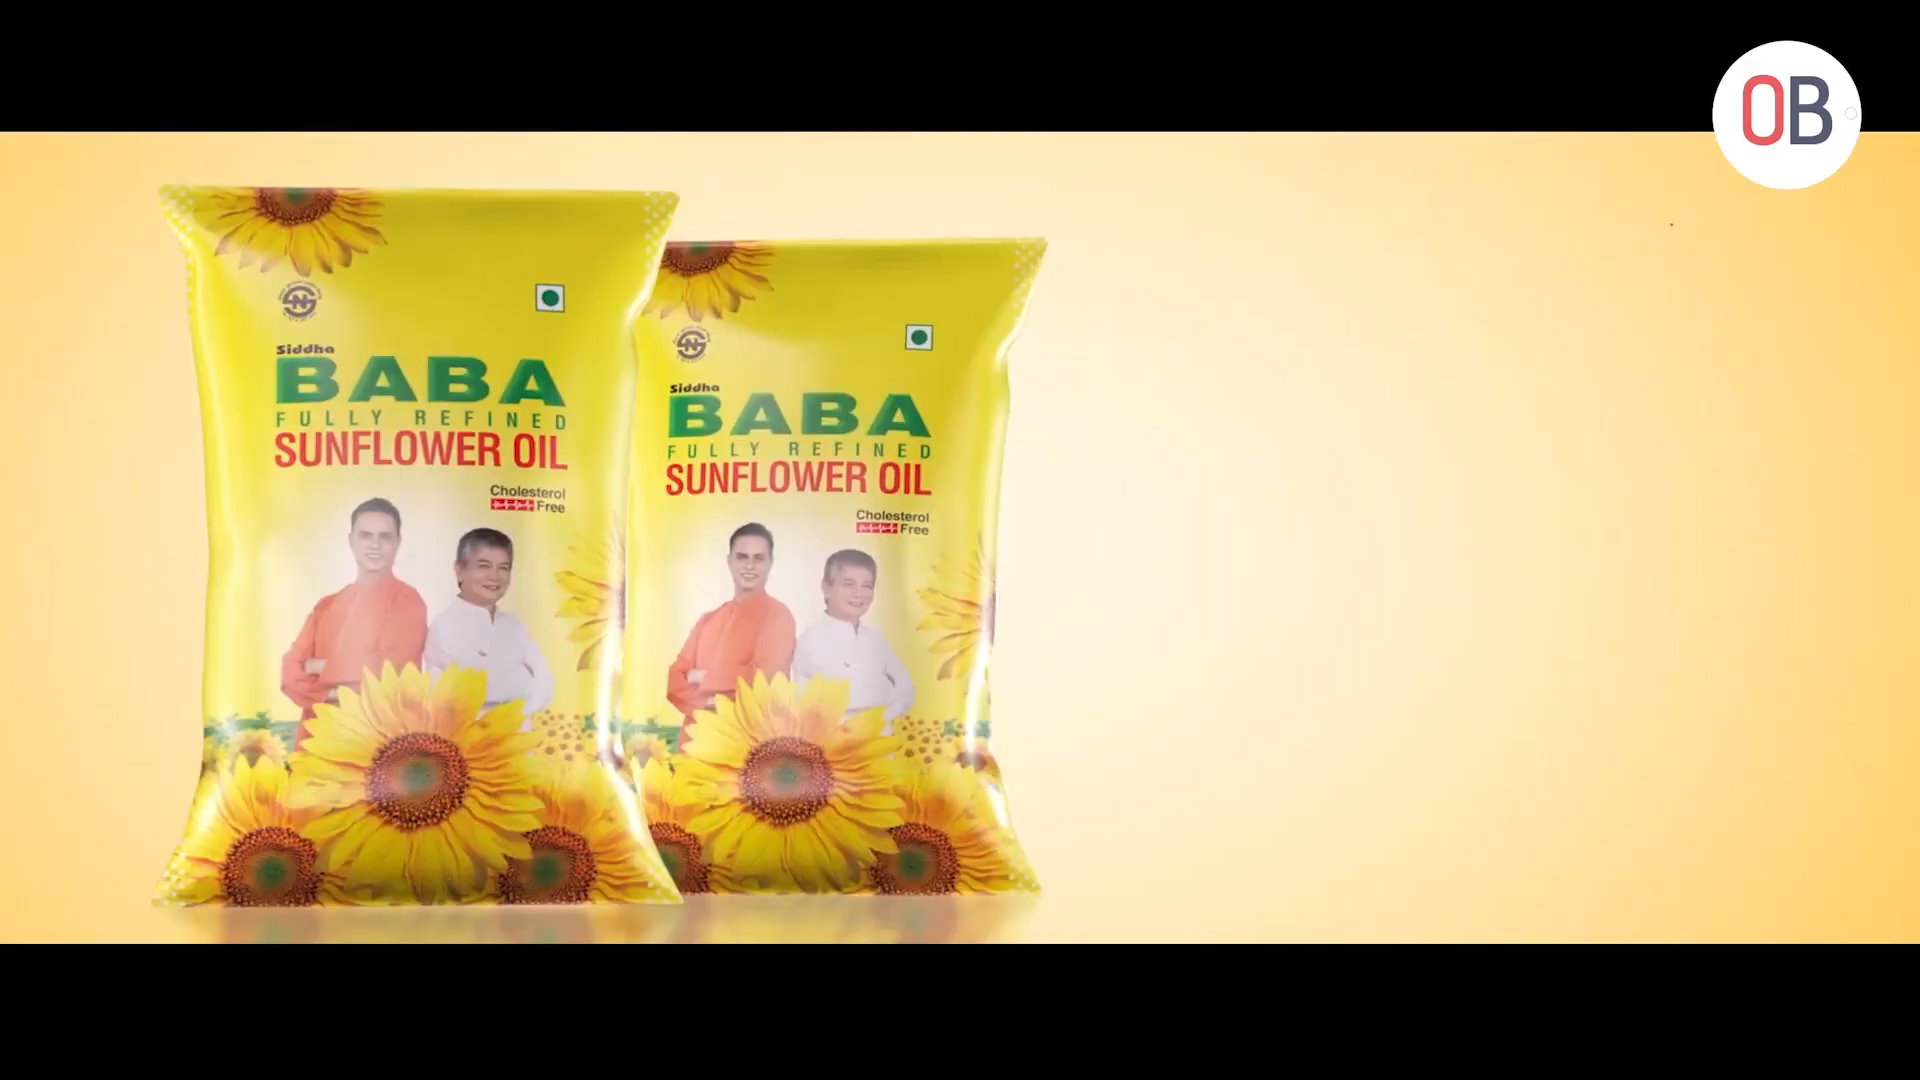 OB
Siddha
BABA
FULLY REFINED
SUNFLOWER OIL
Cholesterol
Free
Siddha
BABA
FULLY REFINED
SUNFLOWER OIL
Cholesterol
Free